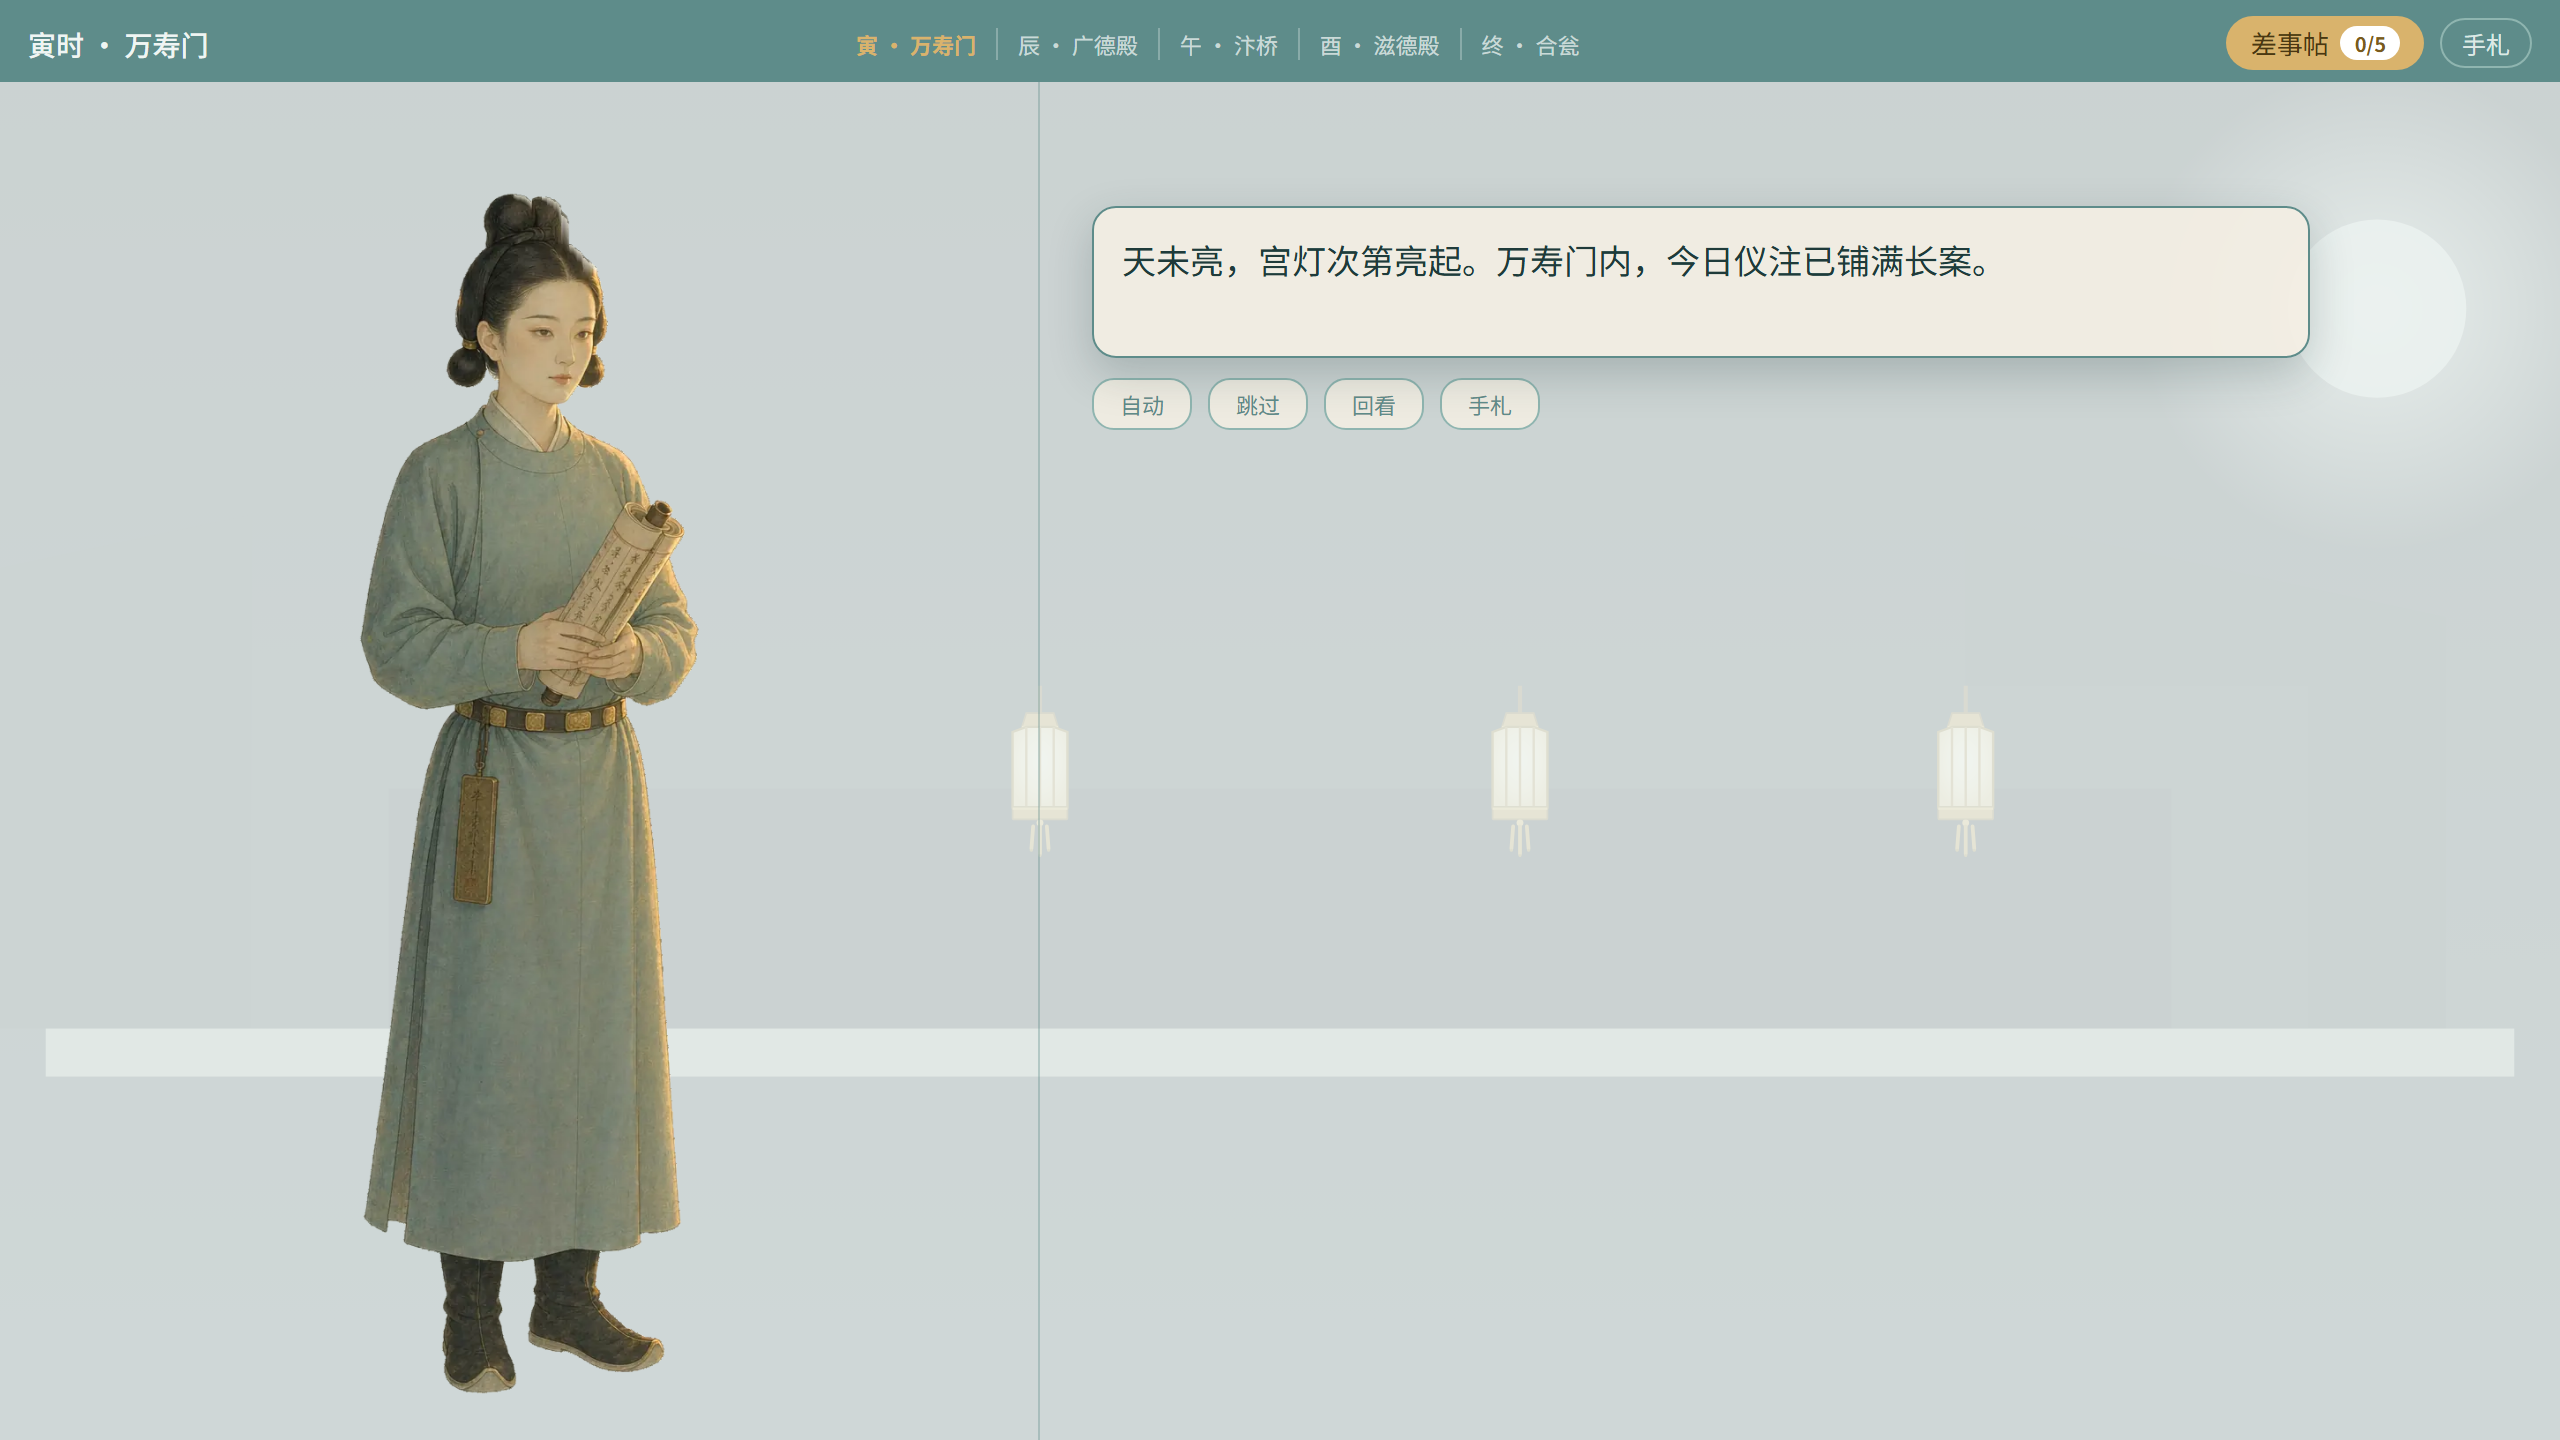 寅时 · 万寿门
寅 · 万寿门
辰 · 广德殿
午 · 汴桥
酉 · 滋德殿
终 · 合瓮
差事帖 0/5
手札
天未亮，宫灯次第亮起。万寿门内，今日仪注已铺满长案。
自动
跳过
回看
手札